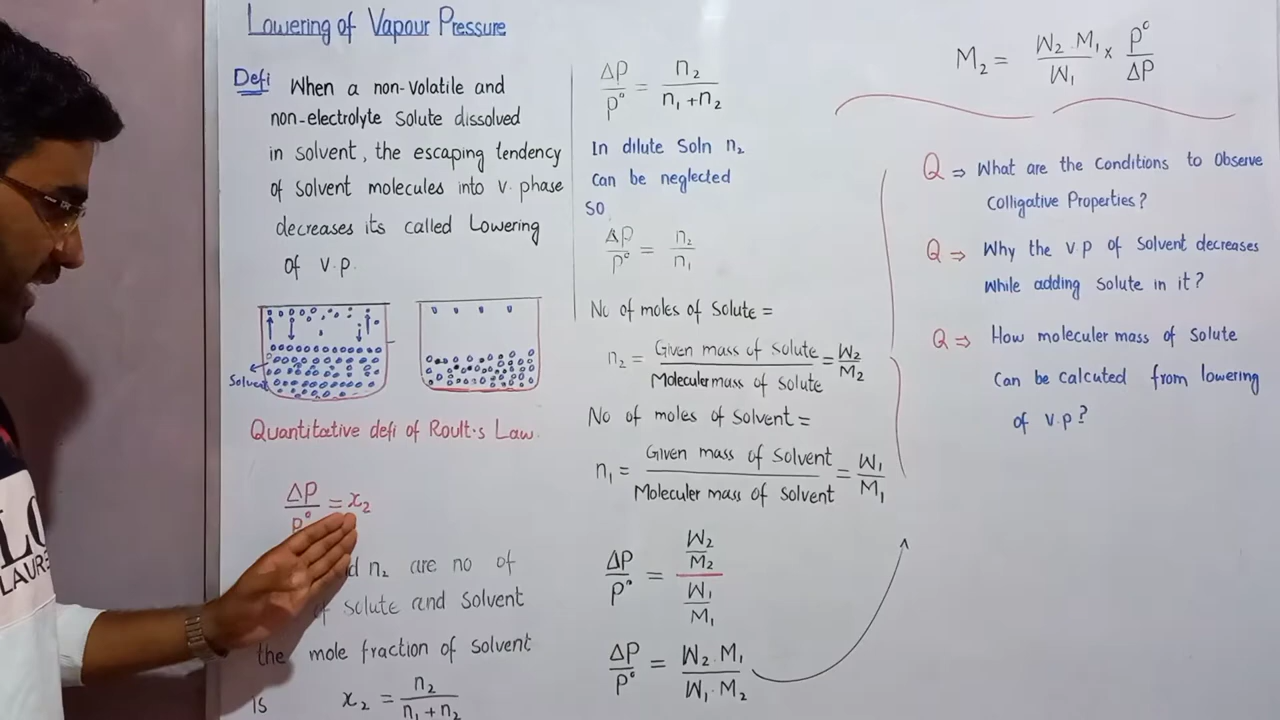 Lowering of Vapour Pressure
Defi When a non-volatile and
non-electrolyte solute dissolved
in solvent, the escaping tendency
of solvent molecules into v. phase
decreases its called Lowering
of v.p.
Solvent
Quantitative defi of Roult's Law.
ΔP/P° = x₂
n₂ are no of
solute and solvent
the mole fraction of solvent
is x₂ = n₂/(n₁+n₂)
ΔP/P° = n₂/(n₁+n₂)
In dilute Soln n₂
Can be neglected
SO
ΔP/P° = n₂/n₁
No of moles of Solute =
n₂ = Given mass of solute/Moleculer mass of solute = W₂/M₂
No of moles of Solvent =
n₁ = Given mass of Solvent/Moleculer mass of solvent = W₁/M₁
ΔP/P° = (W₂/M₂)/(W₁/M₁)
ΔP/P° = W₂.M₁/W₁.M₂
M₂ = W₂.M₁/W₁ × P°/ΔP
Q ⇒ What are the Conditions to Observe
Colligative Properties?
Q ⇒ Why the v p of Solvent decreases
while adding solute in it?
Q ⇒ How moleculer mass of solute
Can be calcuted from lowering
of v.p?
LAURE